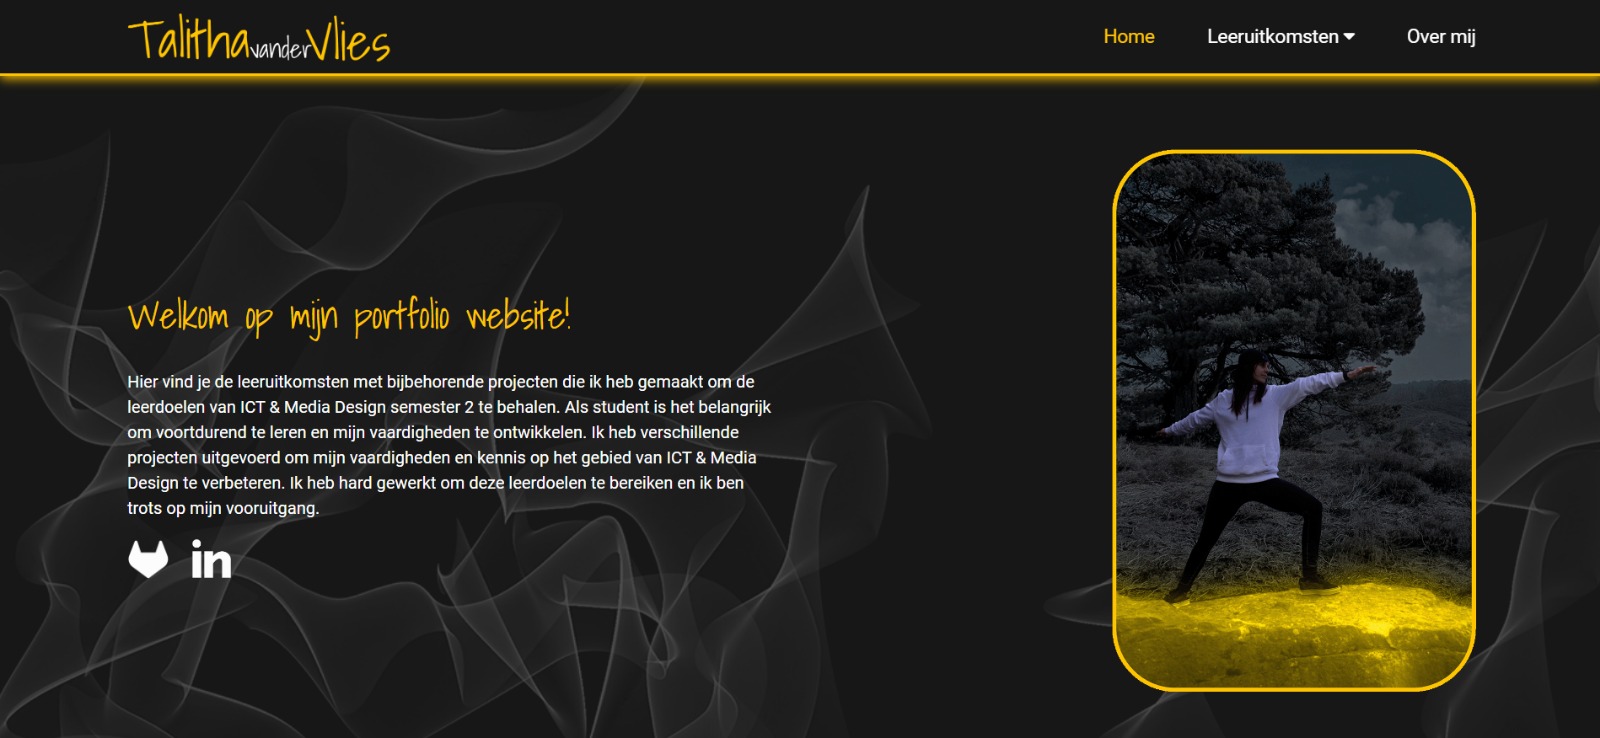 TalithavanderVlies
Home Leeruitkomsten Over mij
Welkom op mijn portfolio website!
Hier vind je de leeruitkomsten met bijbehorende projecten die ik heb gemaakt om de
leerdoelen van ICT & Media Design semester 2 te behalen. Als student is het belangrijk
om voortdurend te leren en mijn vaardigheden te ontwikkelen. Ik heb verschillende
projecten uitgevoerd om mijn vaardigheden en kennis op het gebied van ICT & Media
Design te verbeteren. Ik heb hard gewerkt om deze leerdoelen te bereiken en ik ben
trots op mijn vooruitgang.
in